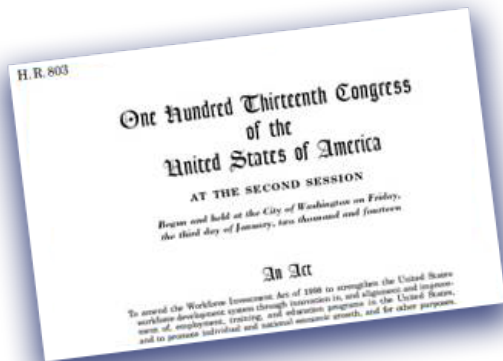 H. R. 803
One Hundred Thirteenth Congress
of the
United States of America
AT THE SECOND SESSION
Begun and held at the City of Washington on Friday,
the third day of January, two thousand and fourteen
An Act
To amend the Workforce Investment Act of 1998 to strengthen the United States
workforce development system through innovation in, and alignment and improve-
ment of, employment, training, and education programs in the United States,
and to promote individual and national economic growth, and for other purposes.